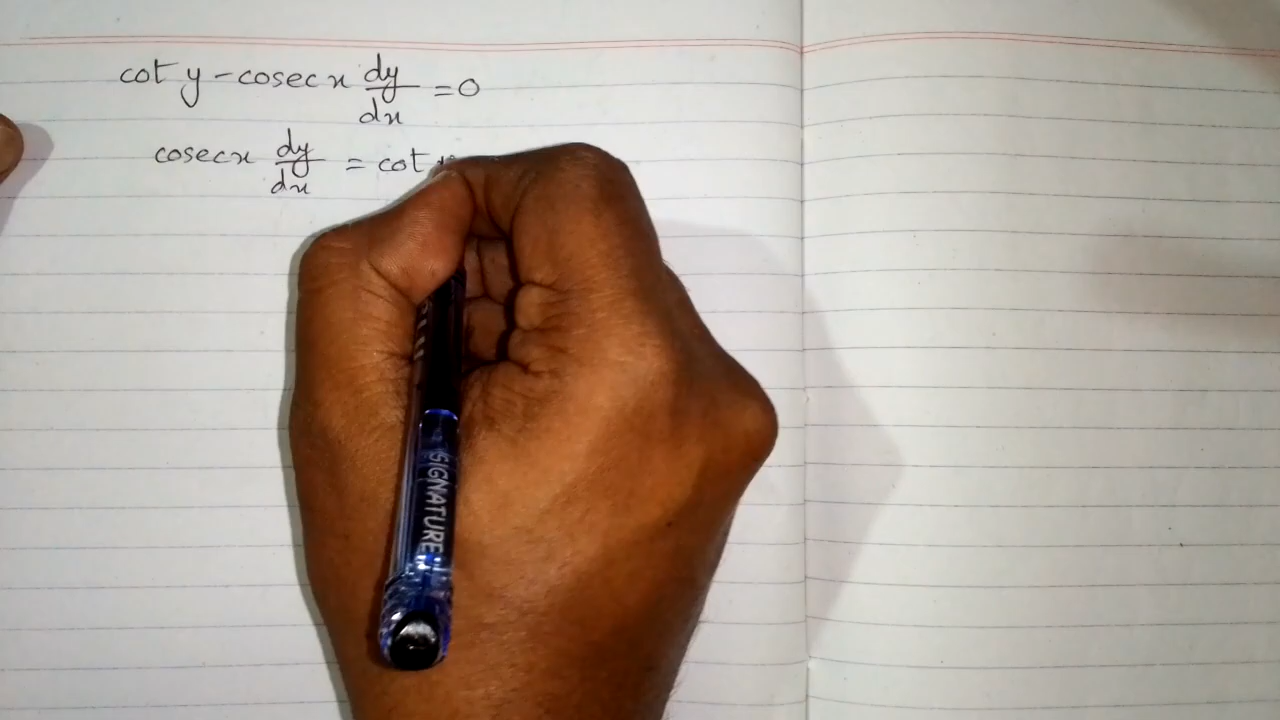 cot y - cosec x dy/dx = 0
cosec x dy/dx = cot
SIGNATURE